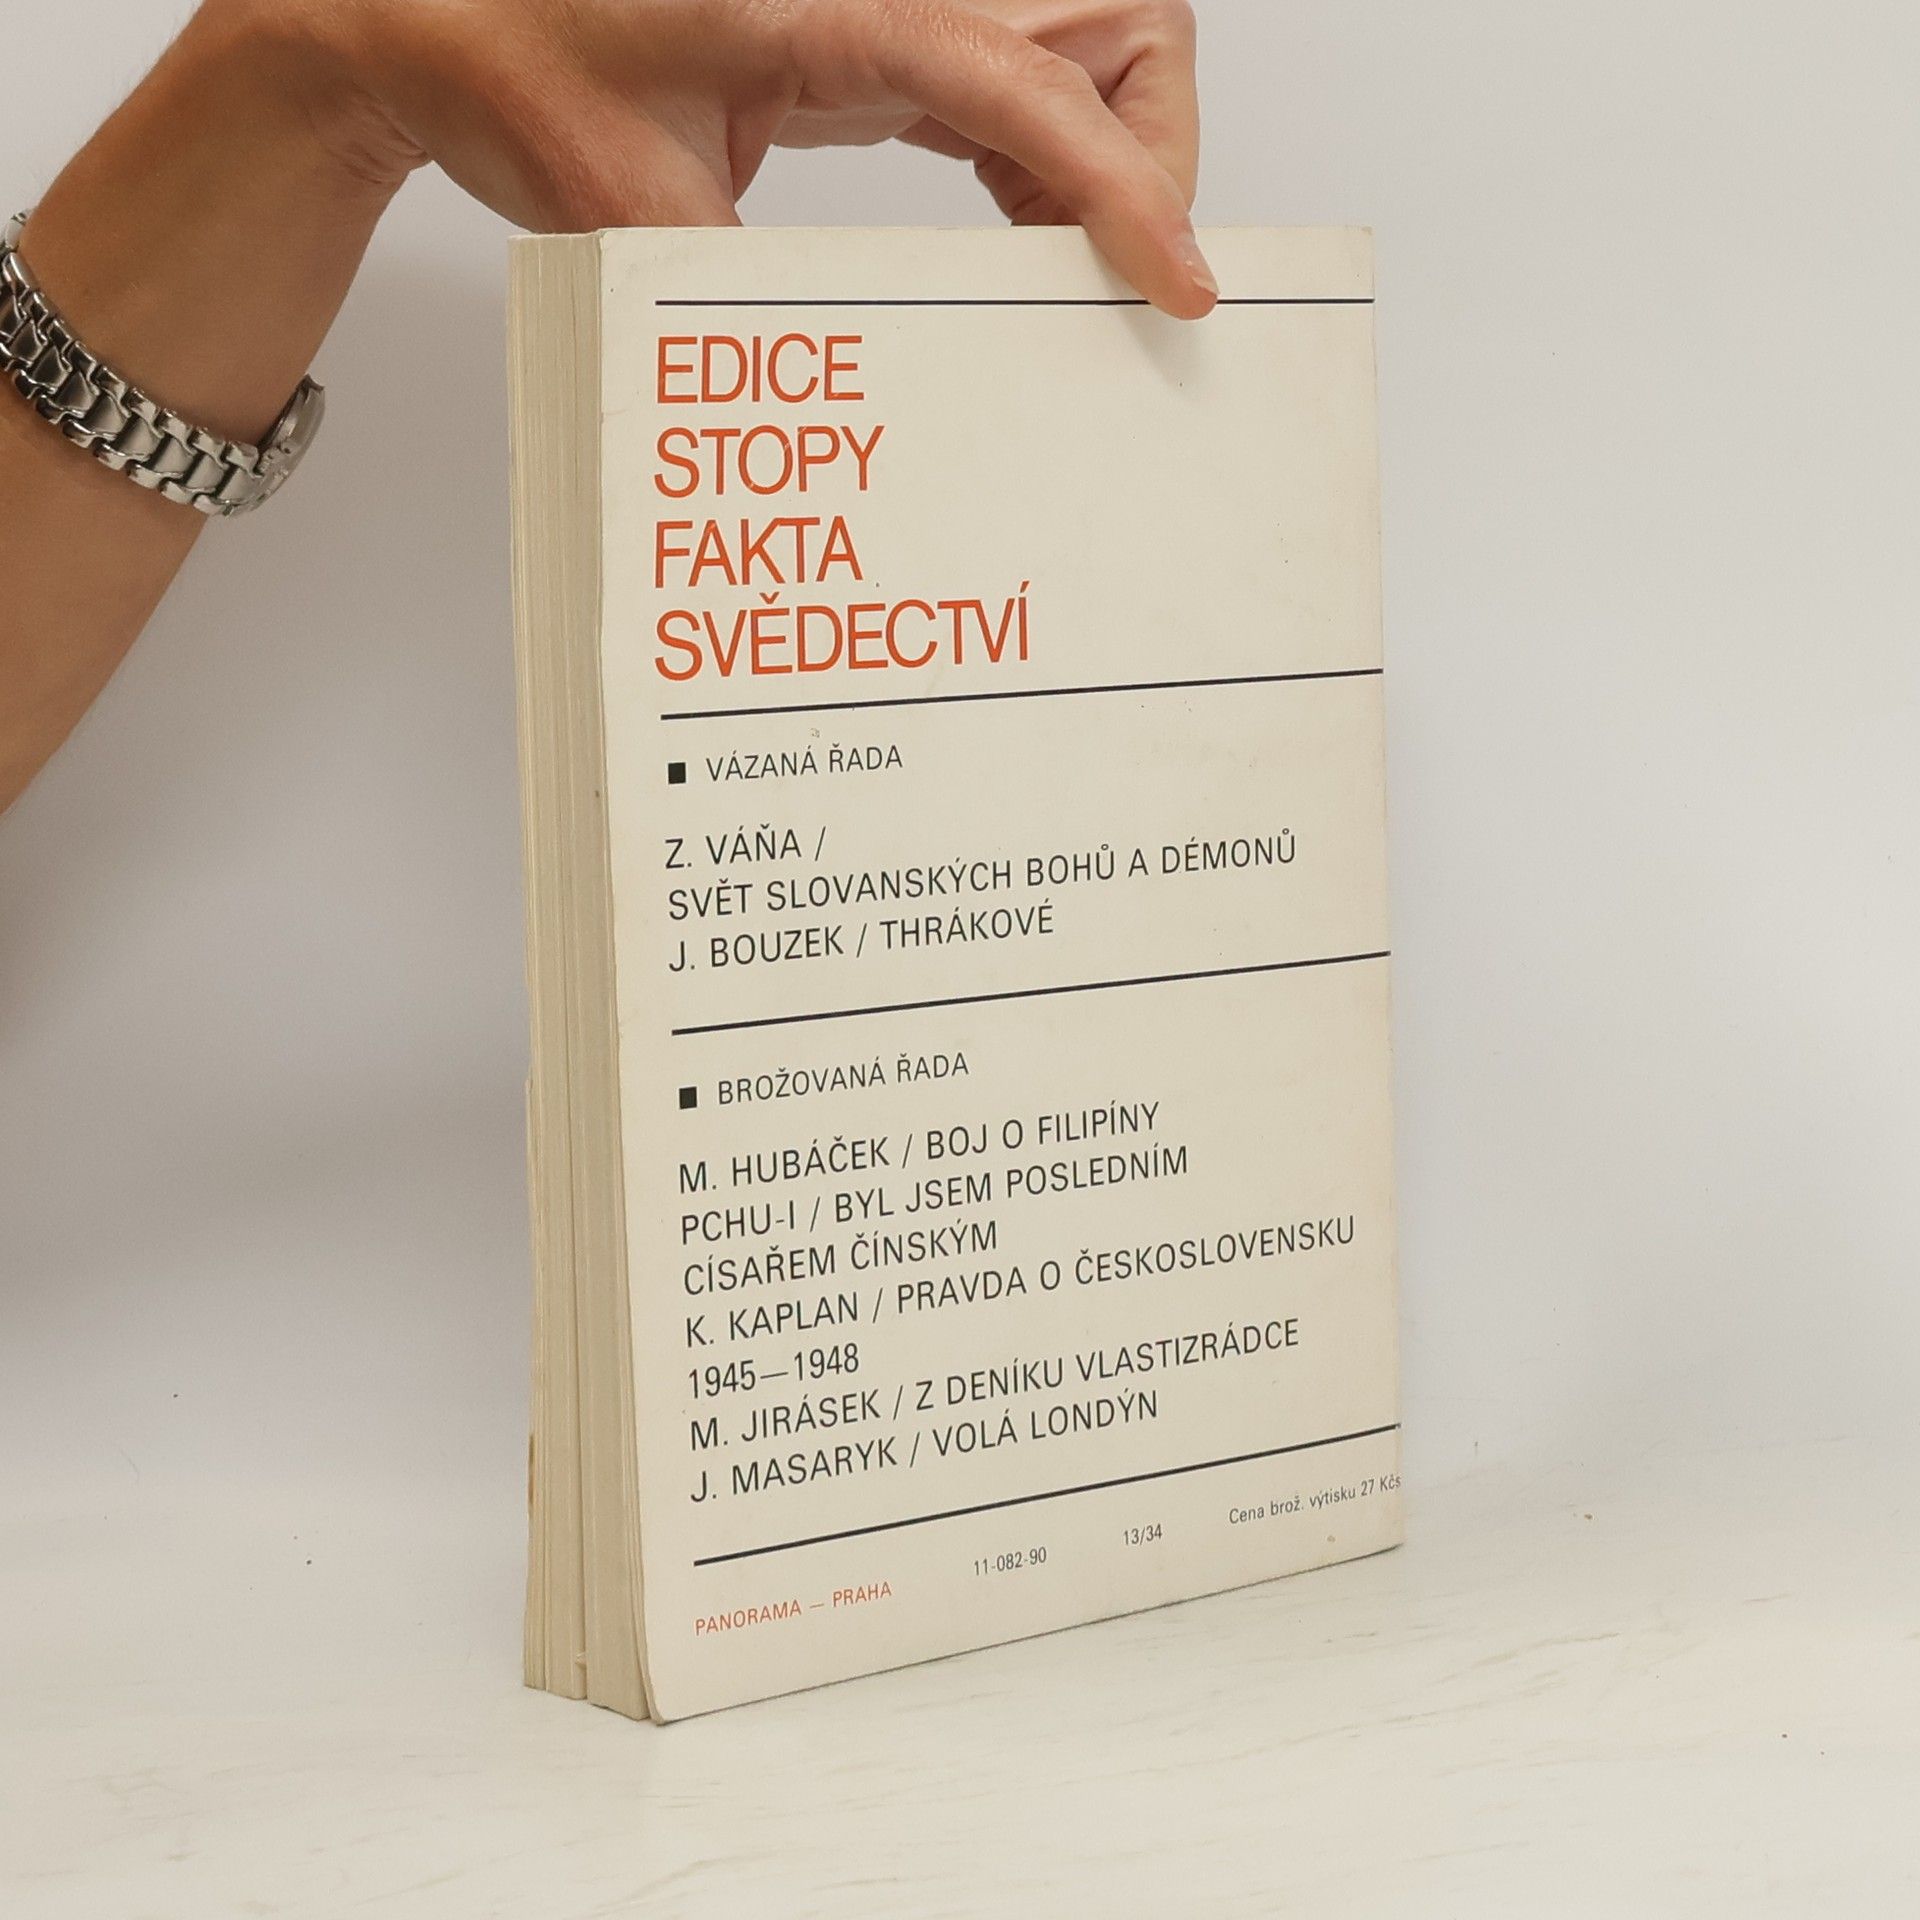 EDICE
STOPY
FAKTA
SVĚDECTVÍ
■ VÁZANÁ ŘADA
Z. VÁŇA /
SVĚT SLOVANSKÝCH BOHŮ A DÉMONŮ
J. BOUZEK / THRÁKOVÉ
■ BROŽOVANÁ ŘADA
M. HUBÁČEK / BOJ O FILIPÍNY
PCHU-I / BYL JSEM POSLEDNÍM
CÍSAŘEM ČÍNSKÝM
K. KAPLAN / PRAVDA O ČESKOSLOVENSKU
1945—1948
M. JIRÁSEK / Z DENÍKU VLASTIZRÁDCE
J. MASARYK / VOLÁ LONDÝN
PANORAMA — PRAHA 11-082-90 13/34 Cena brož. výtisku 27 Kčs